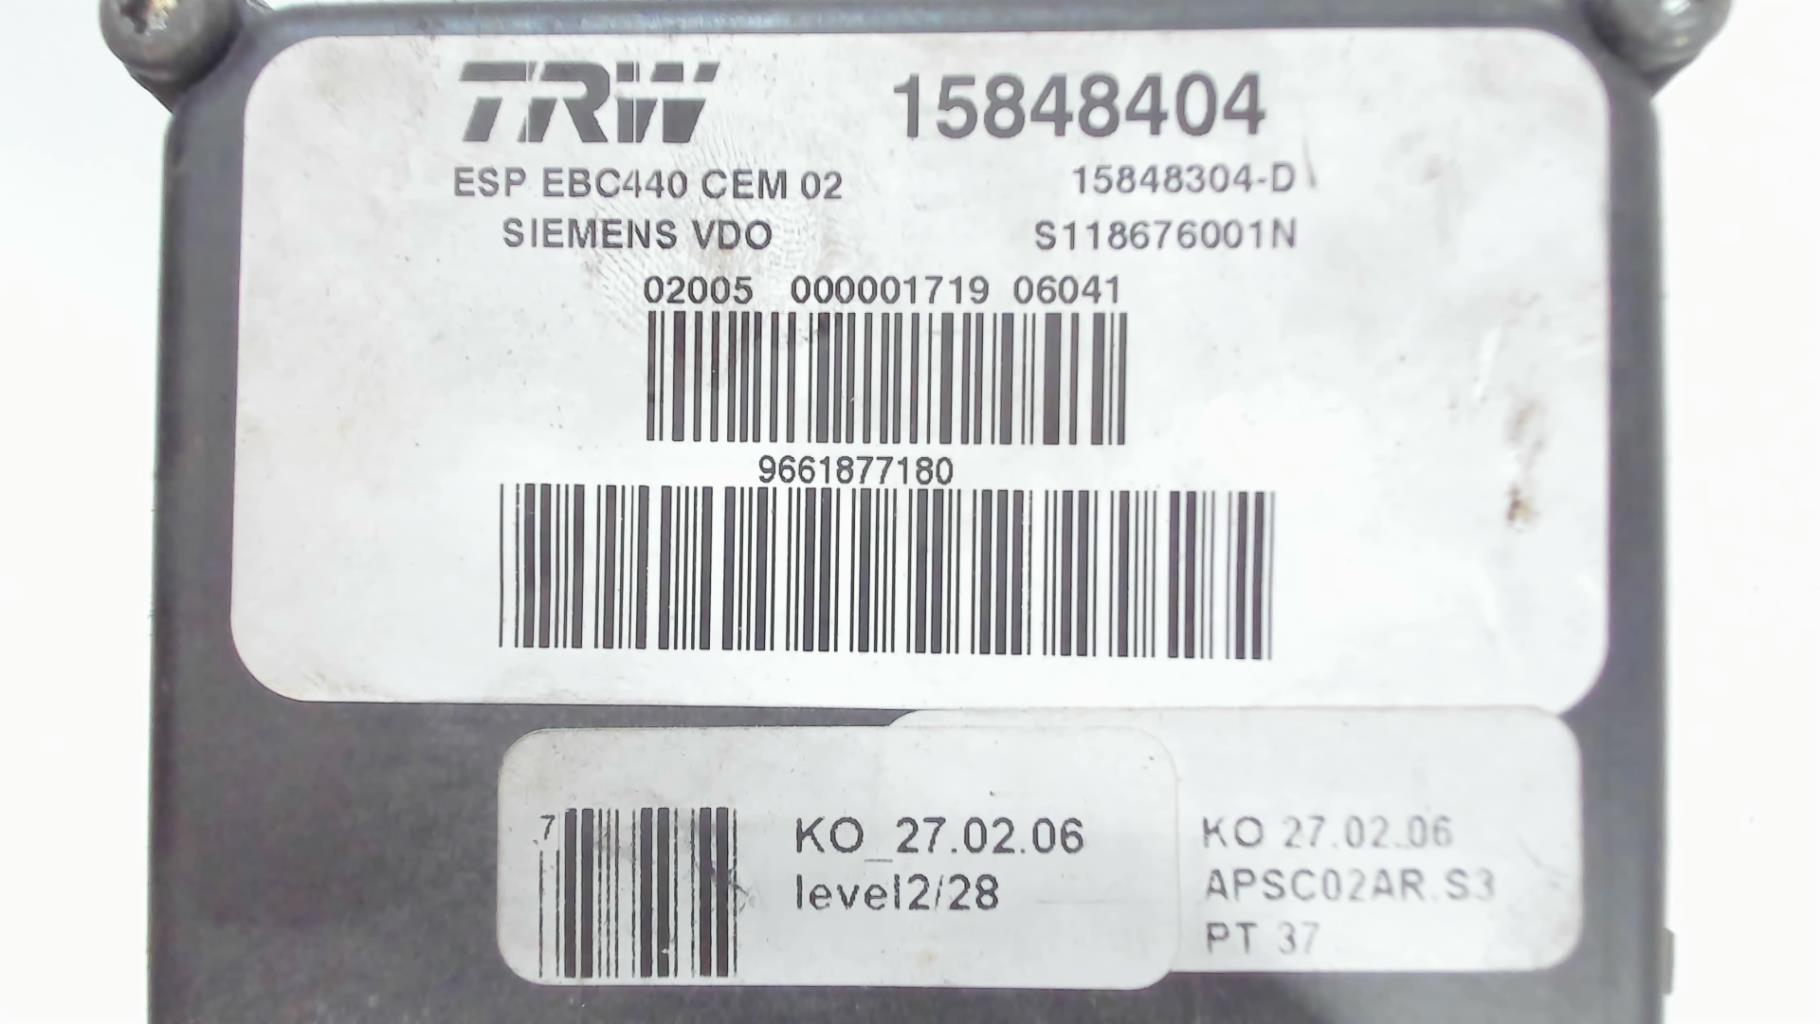 TRW 15848404
ESP EBC440 CEM 02 15848304-D
SIEMENS VDO S118676001N
02005 000001719 06041
9661877180
7 KO_27.02.06
level2/28
KO 27.02.06
APSC02AR.S3
PT 37